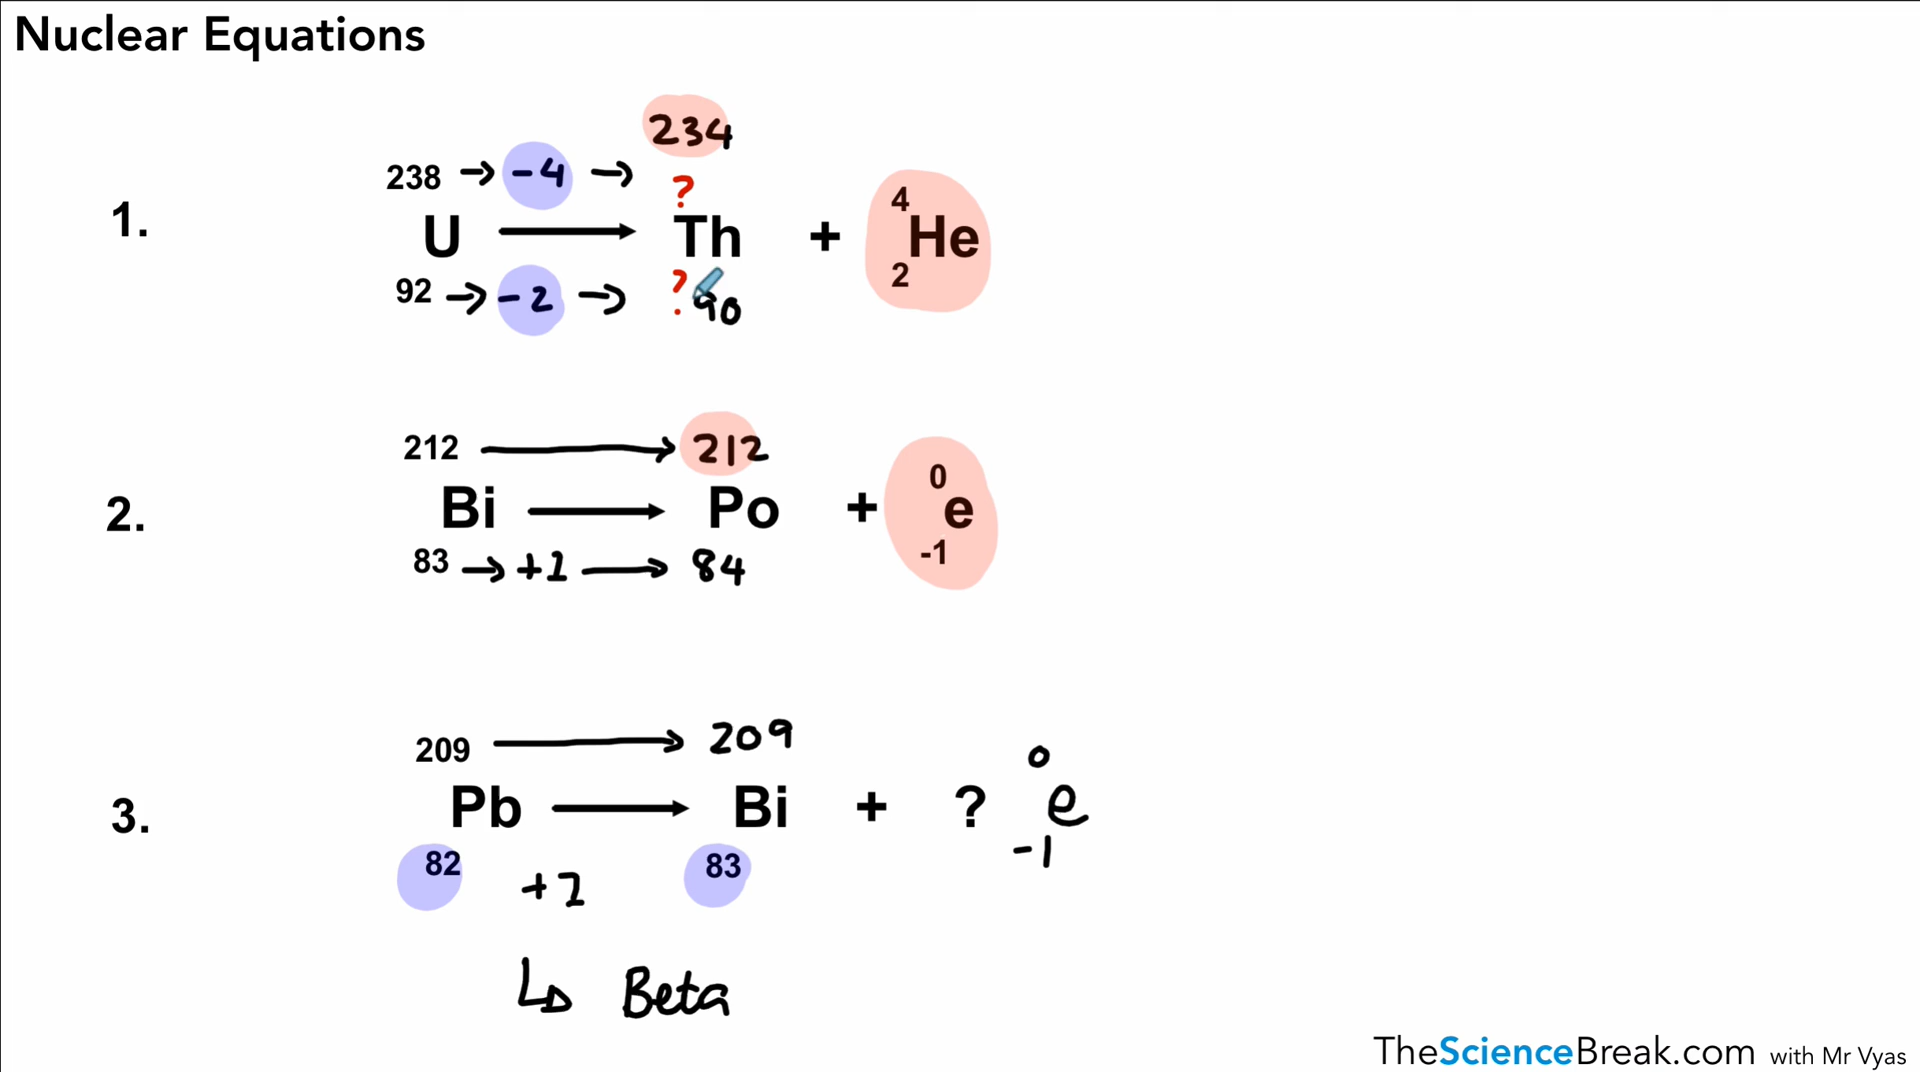 Nuclear Equations
234
238 → -4 → ?
1. U → Th + 4 He 2
92 → -2 → ? 90
212 → 212
2. Bi → Po + 0 e -1
83 → +1 → 84
209 → 209 0
3. Pb → Bi + ? e
82 +1 83 -1
↳ Beta
TheScienceBreak.com with Mr Vyas